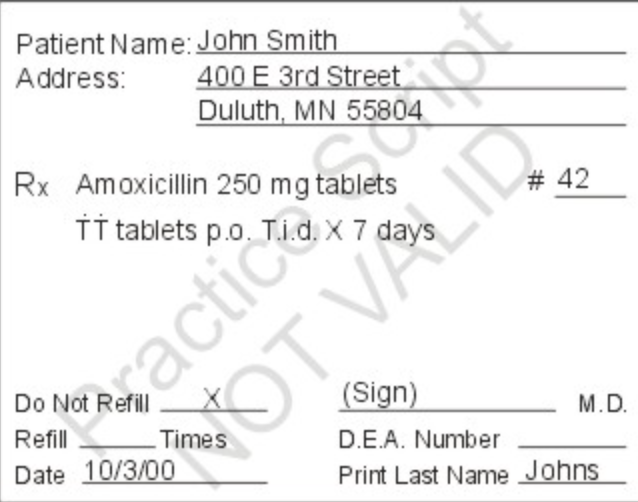 Patient Name: John Smith
Address: 400 E 3rd Street
Duluth, MN 55804
Rx Amoxicillin 250 mg tablets # 42
ṪṪ tablets p.o. T.i.d. X 7 days
Practice Script
NOT VALID
Do Not Refill X (Sign) M.D.
Refill Times D.E.A. Number
Date 10/3/00 Print Last Name Johns